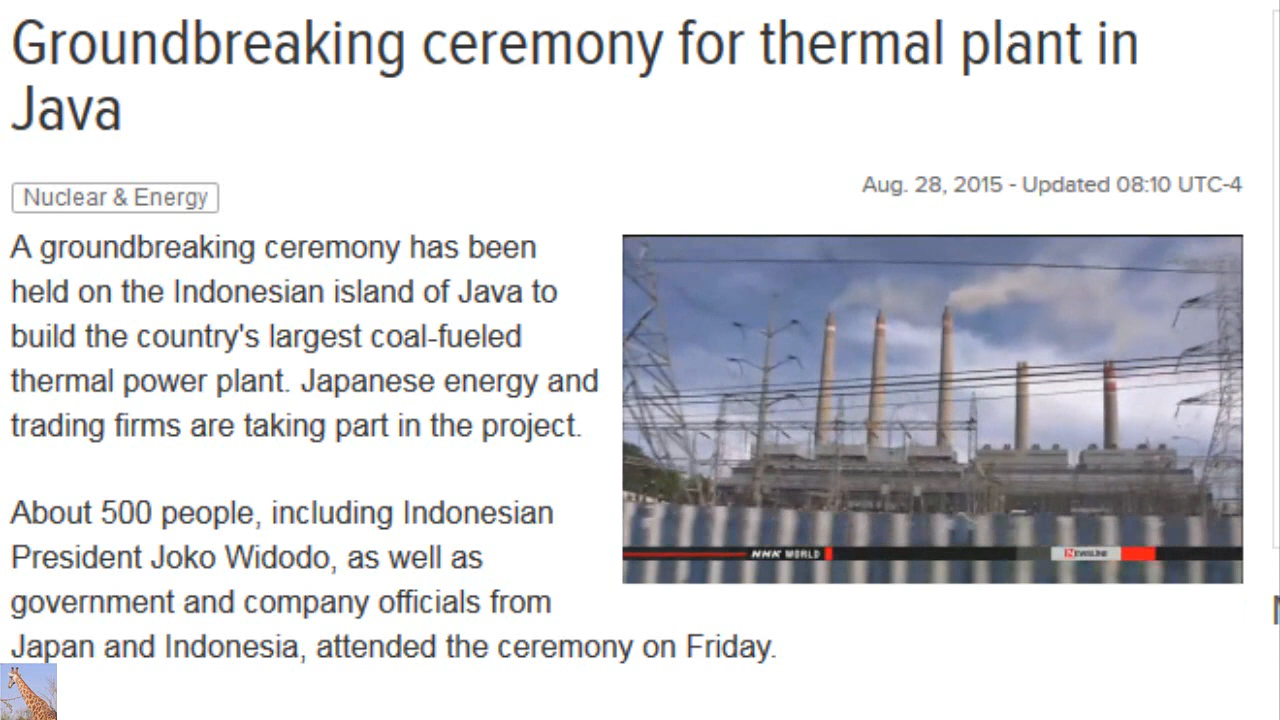 Groundbreaking ceremony for thermal plant in
Java
Nuclear & Energy
Aug. 28, 2015 - Updated 08:10 UTC-4
A groundbreaking ceremony has been
held on the Indonesian island of Java to
build the country's largest coal-fueled
thermal power plant. Japanese energy and
trading firms are taking part in the project.
About 500 people, including Indonesian
President Joko Widodo, as well as
government and company officials from
Japan and Indonesia, attended the ceremony on Friday.
NHK WORLD
NEWSLINE